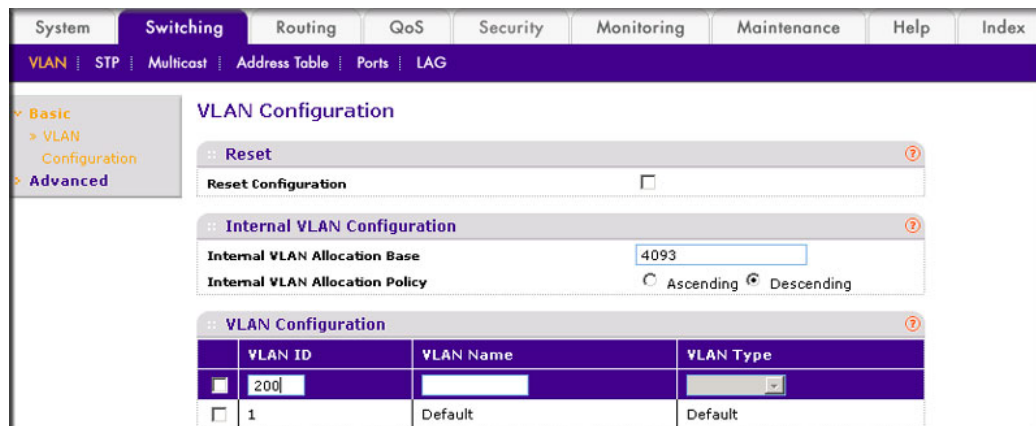 System Switching Routing QoS Security Monitoring Maintenance Help Index
VLAN STP Multicast Address Table Ports LAG
Basic
» VLAN
Configuration
Advanced
VLAN Configuration
Reset
Reset Configuration
Internal VLAN Configuration
Internal VLAN Allocation Base 4093
Internal VLAN Allocation Policy Ascending Descending
VLAN Configuration
VLAN ID VLAN Name VLAN Type
200
1 Default Default